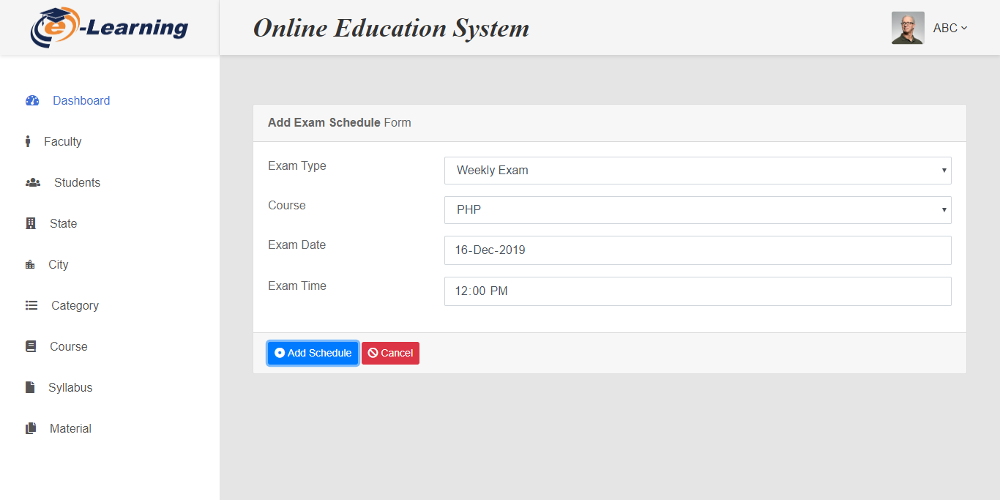 e-Learning
Online Education System
ABC
Dashboard
Faculty
Students
State
City
Category
Course
Syllabus
Material
Add Exam Schedule Form
Exam Type
Weekly Exam
Course
PHP
Exam Date
16-Dec-2019
Exam Time
12:00 PM
Add Schedule
Cancel